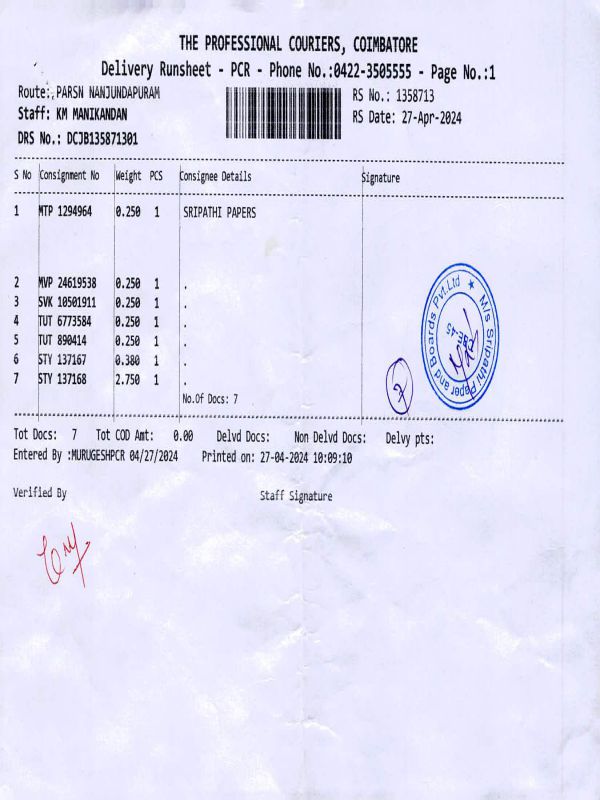 THE PROFESSIONAL COURIERS, COIMBATORE
Delivery Runsheet - PCR - Phone No.:0422-3505555 - Page No.:1
Route:.PARSN NANJUNDAPURAM RS No.: 1358713
Staff: KM MANIKANDAN RS Date: 27-Apr-2024
DRS No.: DCJB135871301
S No Consignment No Weight PCS Consignee Details Signature
1 MTP 1294964 0.250 1 SRIPATHI PAPERS
2 MVP 24619538 0.250 1 .
3 SVK 10501911 0.250 1 .
4 TUT 6773584 0.250 1 .
5 TUT 890414 0.250 1 .
6 STY 137167 0.380 1 .
7 STY 137168 2.750 1 .
No.Of Docs: 7
7
M/s Sripathi Paper and Boards Pvt.Ltd ★
Tot Docs: 7 Tot COD Amt: 0.00 Delvd Docs: Non Delvd Docs: Delvy pts:
Entered By :MURUGESHPCR 04/27/2024 Printed on: 27-04-2024 10:09:10
Verified By Staff Signature